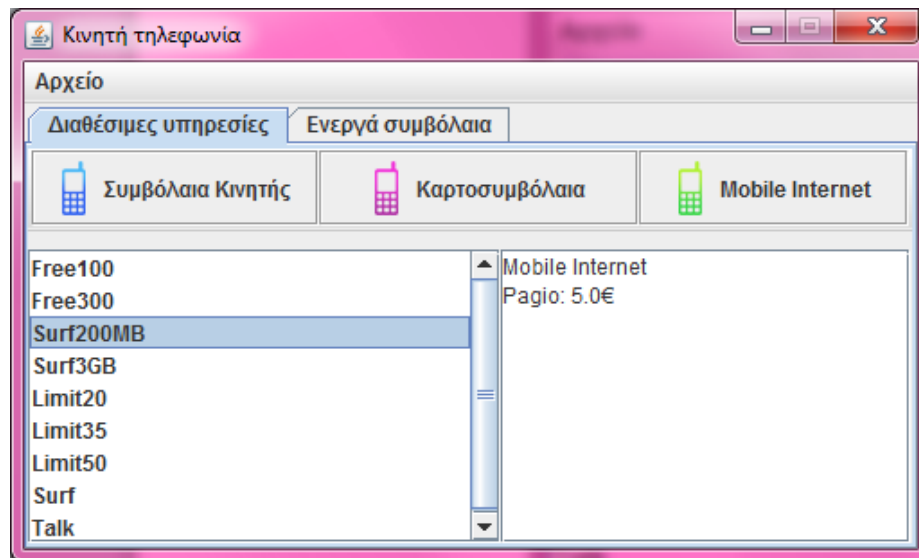 Κινητή τηλεφωνία
Αρχείο
Διαθέσιμες υπηρεσίες Ενεργά συμβόλαια
Συμβόλαια Κινητής Καρτοσυμβόλαια Mobile Internet
Free100
Free300
Surf200MB
Surf3GB
Limit20
Limit35
Limit50
Surf
Talk
Mobile Internet
Pagio: 5.0€